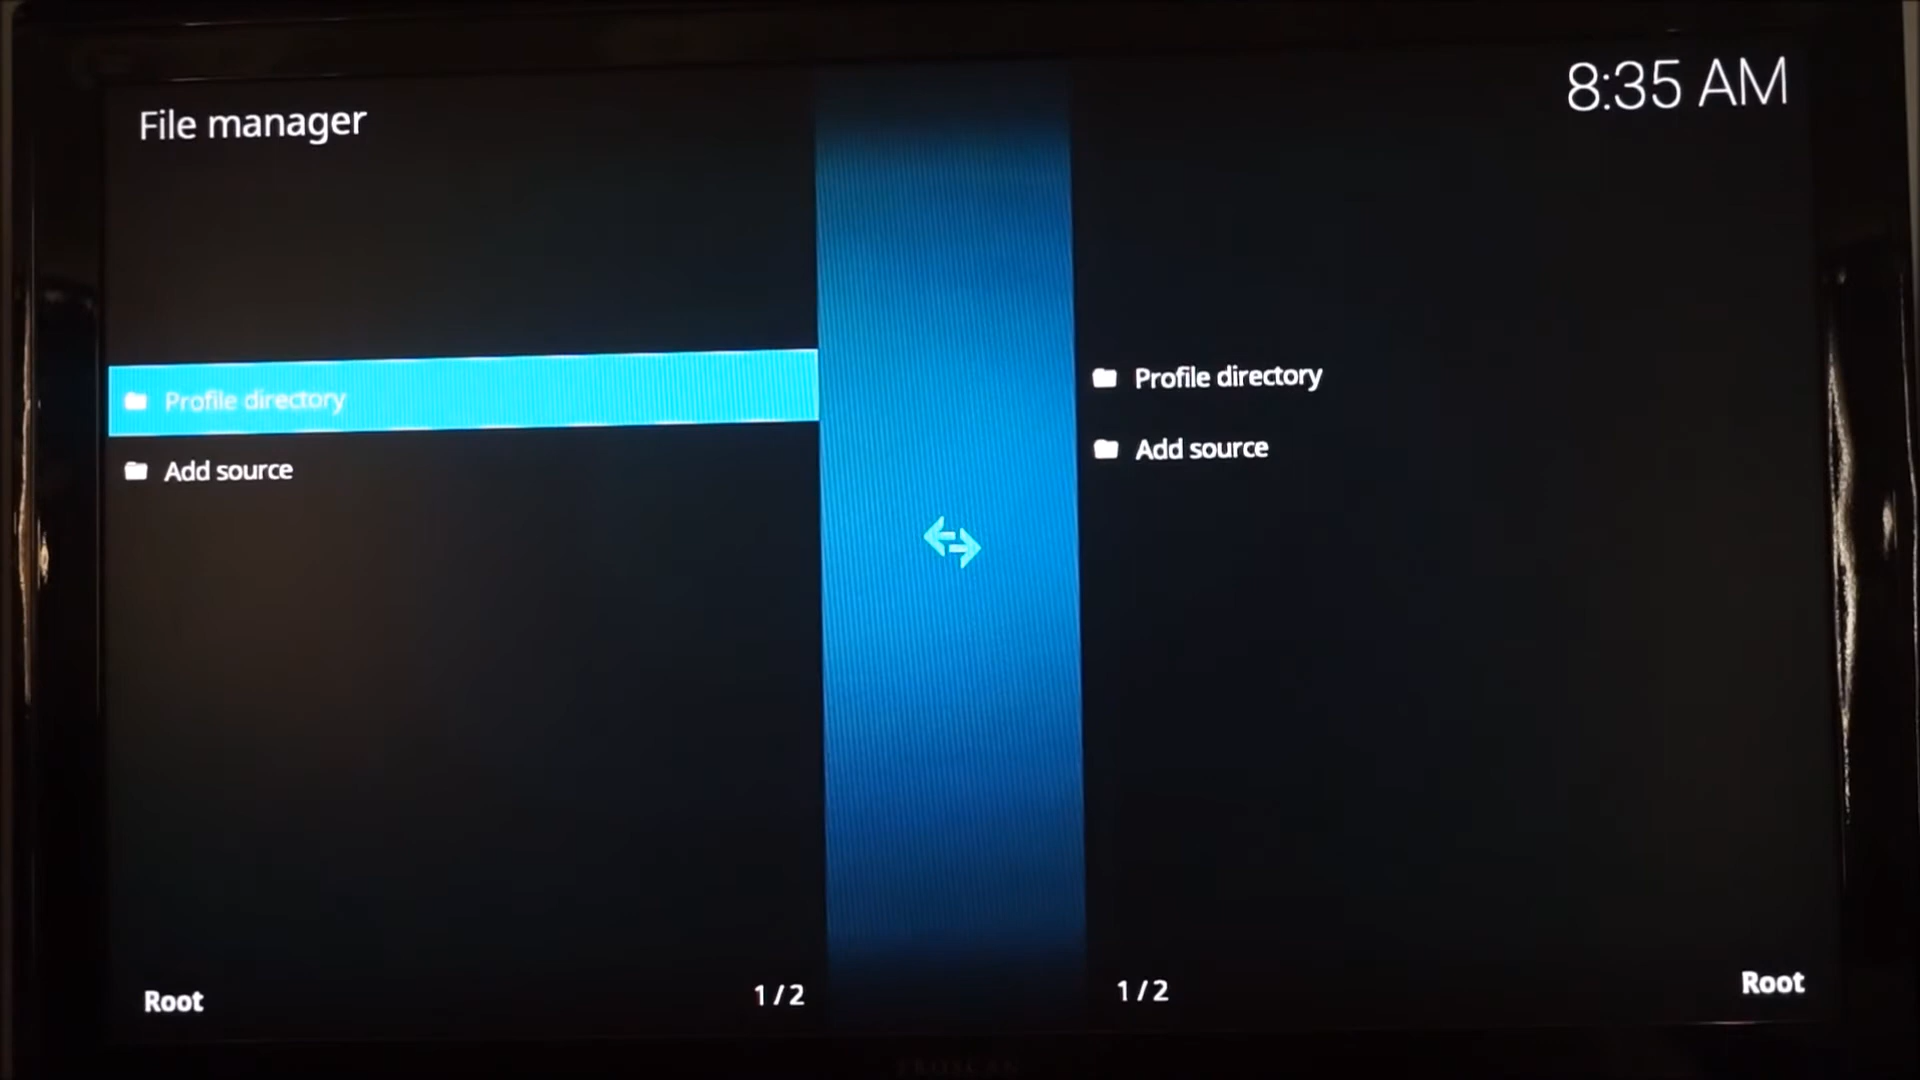 File manager
8:35 AM
Profile directory
Add source
Profile directory
Add source
Root
1/2
1/2
Root